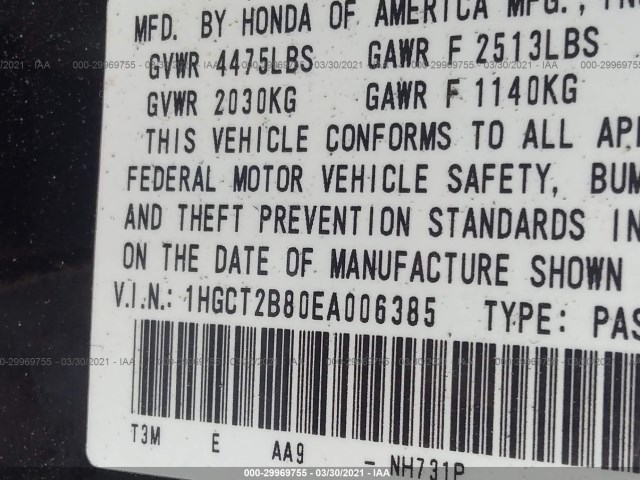 MFD. BY HONDA OF AMERICA MFG., IN
GVWR 4475LBS GAWR F 2513LBS
GVWR 2030KG GAWR F 1140KG
THIS VEHICLE CONFORMS TO ALL APP
FEDERAL MOTOR VEHICLE SAFETY, BUM
AND THEFT PREVENTION STANDARDS IN
ON THE DATE OF MANUFACTURE SHOWN
V.I.N.: 1HGCT2B80EA006385 TYPE: PAS
T3M E AA9 - NH731P
000-29969755 - 03/30/2021 - IAA